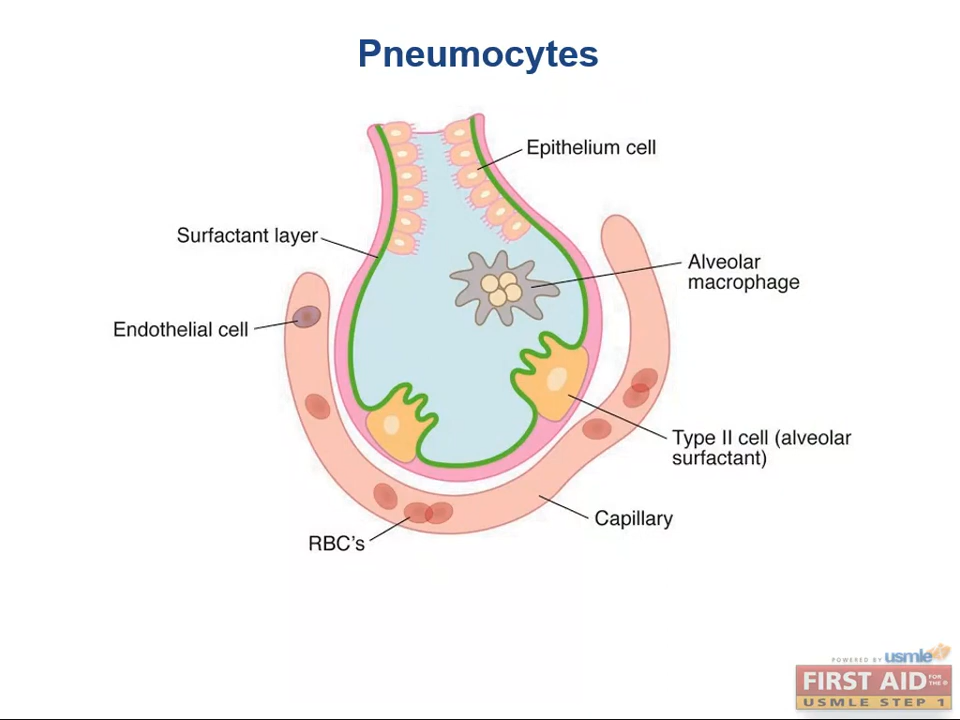 Pneumocytes
Epithelium cell
Surfactant layer
Alveolar
macrophage
Endothelial cell
Type II cell (alveolar
surfactant)
Capillary
RBC's
POWERED BY usmle
FIRST AID FOR THE ®
USMLE STEP 1